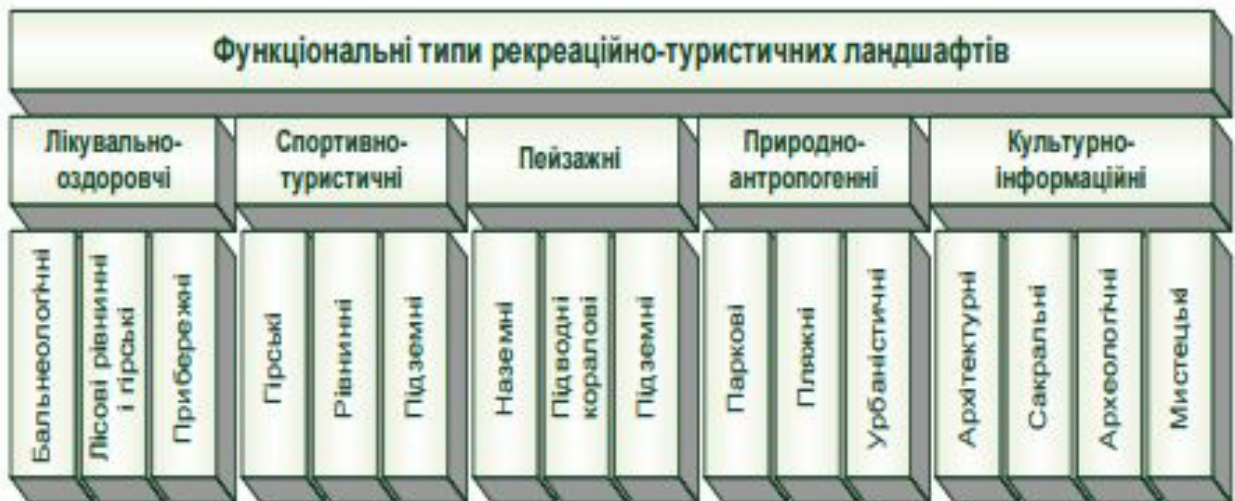 Функціональні типи рекреаційно-туристичних ландшафтів
Лікувально-
оздоровчі
Спортивно-
туристичні
Пейзажні
Природно-
антропогенні
Культурно-
інформаційні
Бальнеологічні
Лісові рівнинні
і гірські
Прибережні
Гірські
Рівнинні
Підземні
Наземні
Підводні
коралові
Підземні
Паркові
Пляжні
Урбаністичні
Архітектурні
Сакральні
Археологічні
Мистецькі